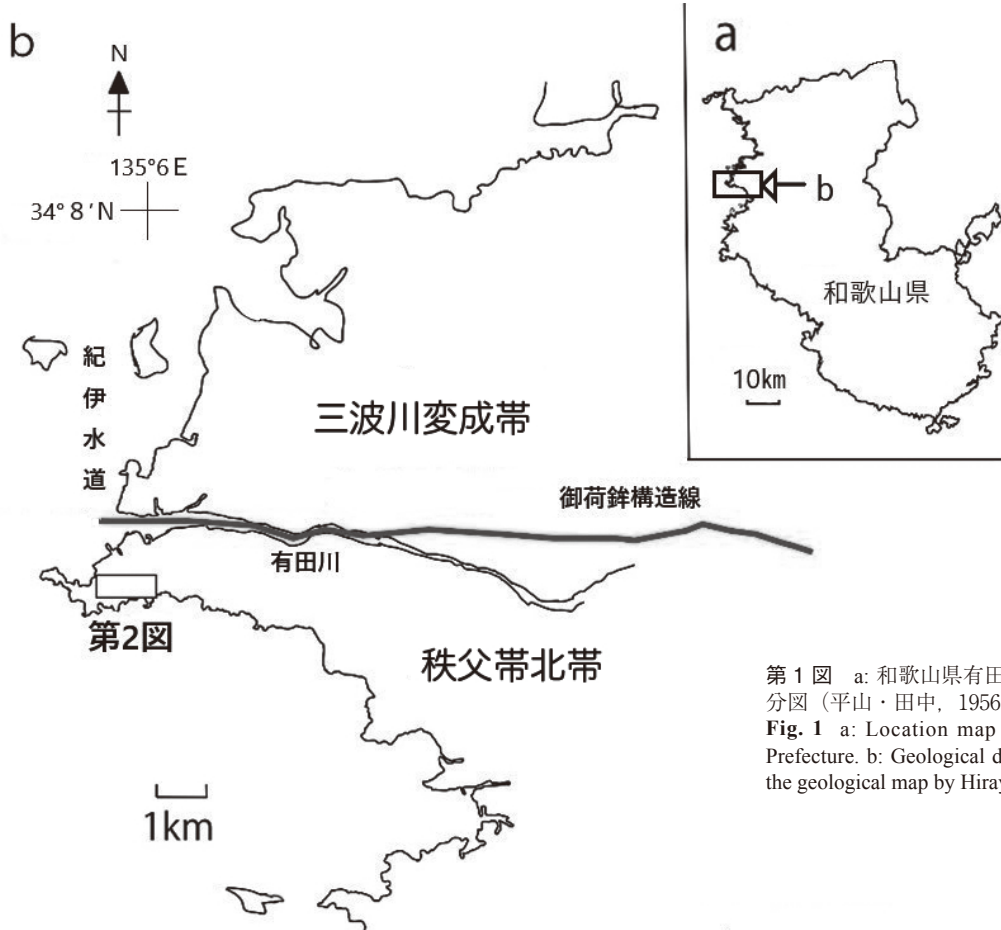 b
N
135°6 E
34° 8′N
紀伊水道
三波川変成帯
御荷鉾構造線
有田川
第2図
秩父帯北帯
1km
a
b
和歌山県
10km
第 1 図 a: 和歌山県有田
分図（平山・田中，1956
Fig. 1 a: Location map
Prefecture. b: Geological d
the geological map by Hiray